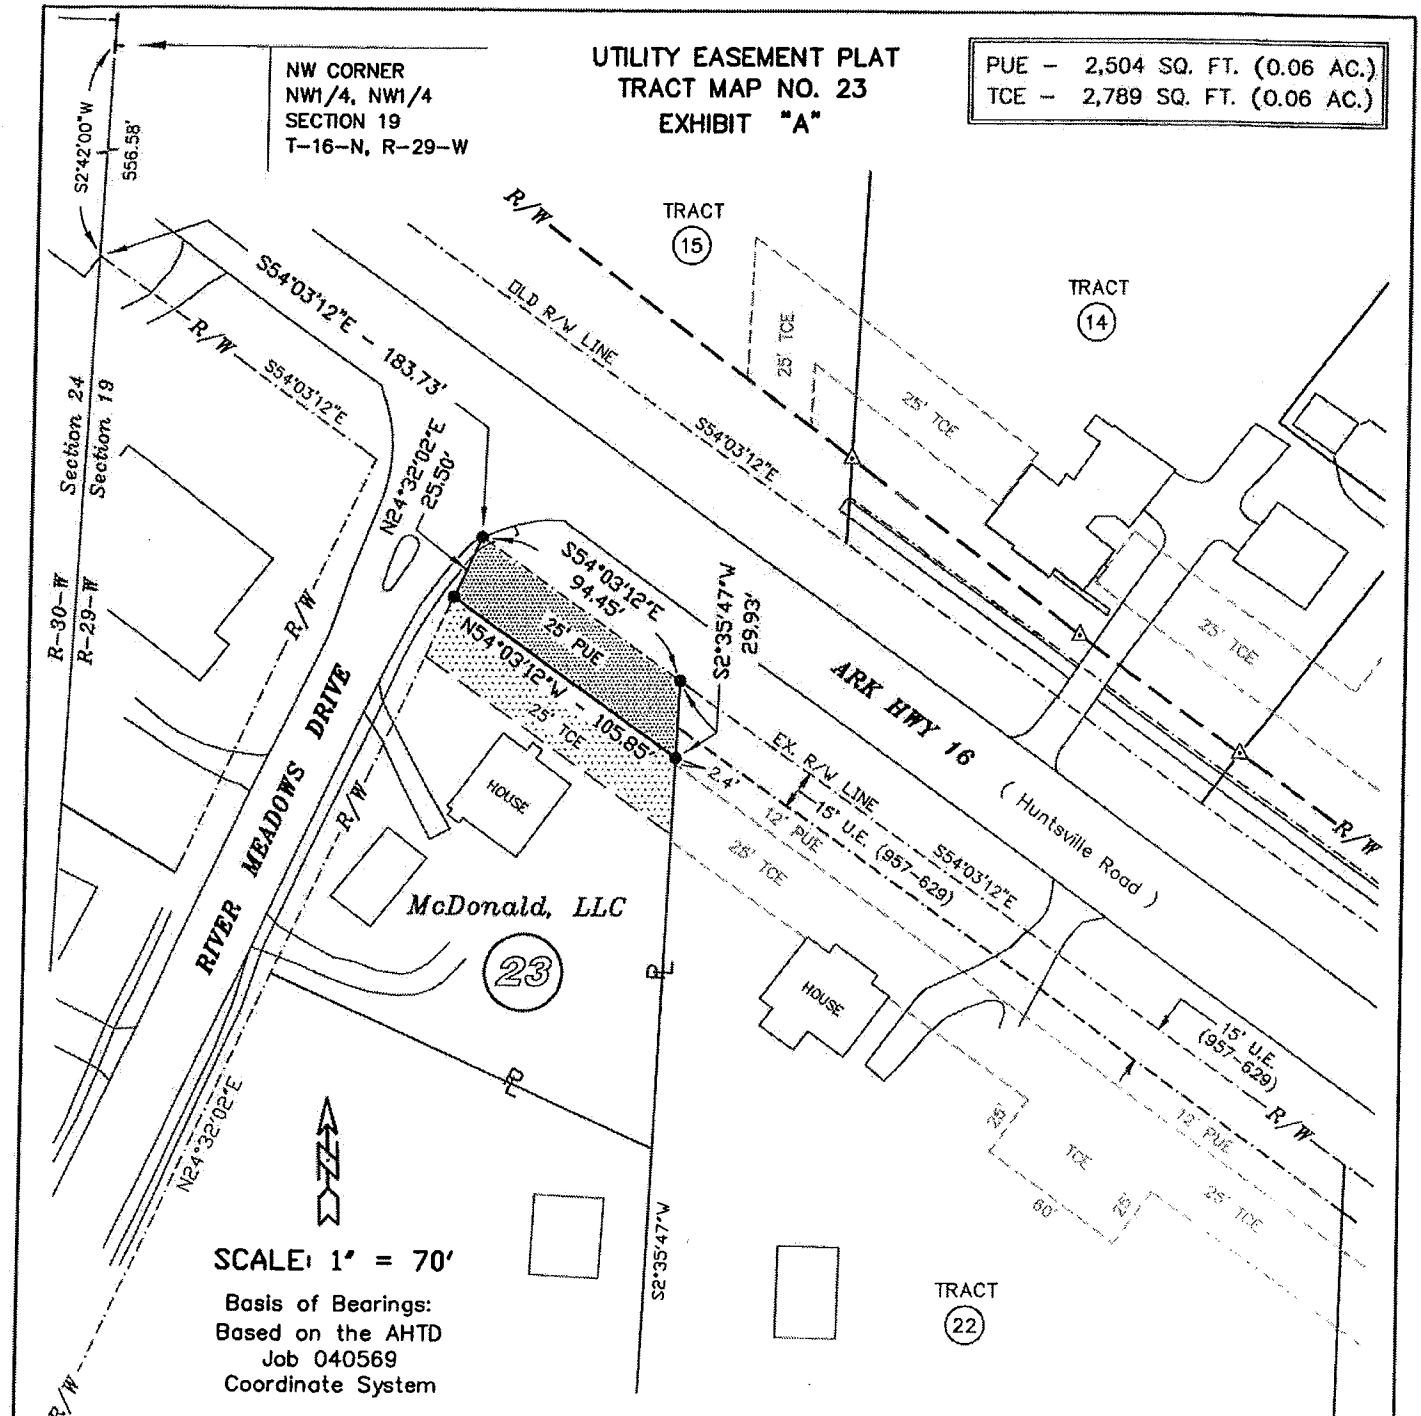 UTILITY EASEMENT PLAT
TRACT MAP NO. 23
EXHIBIT "A"
PUE - 2,504 SQ. FT. (0.06 AC.)
TCE - 2,789 SQ. FT. (0.06 AC.)
NW CORNER
NW1/4, NW1/4
SECTION 19
T-16-N, R-29-W
S2°42'00"W
556.58'
R/W
TRACT
15
TRACT
14
S54°03'12"E - 183.73'
OLD R/W LINE
25' TCE
25' TCE
R/W
S54°03'12"E
S54°03'12"E
Section 24
Section 19
N24°32'02"E
25.50'
S54°03'12"E
94.45'
S2°35'47"W
29.93'
R-30-W
R-29-W
R/W
25' PUE
N54°03'12"W - 105.85'
25' TCE
25' TCE
ARK HWY 16
( Huntsville Road )
RIVER MEADOWS DRIVE
HOUSE
R/W
2.4'
EX. R/W LINE
15' U.E. (957-629)
12' PUE
25' TCE
S54°03'12"E
R/W
McDonald, LLC
23
PL
HOUSE
15' U.E.
(957-629)
R/W
PL
N24°32'02"E
25'
TCE
60'
25'
12' PUE
25' TCE
S2°35'47"W
SCALE: 1" = 70'
Basis of Bearings:
Based on the AHTD
Job 040569
Coordinate System
TRACT
22
R/W
N